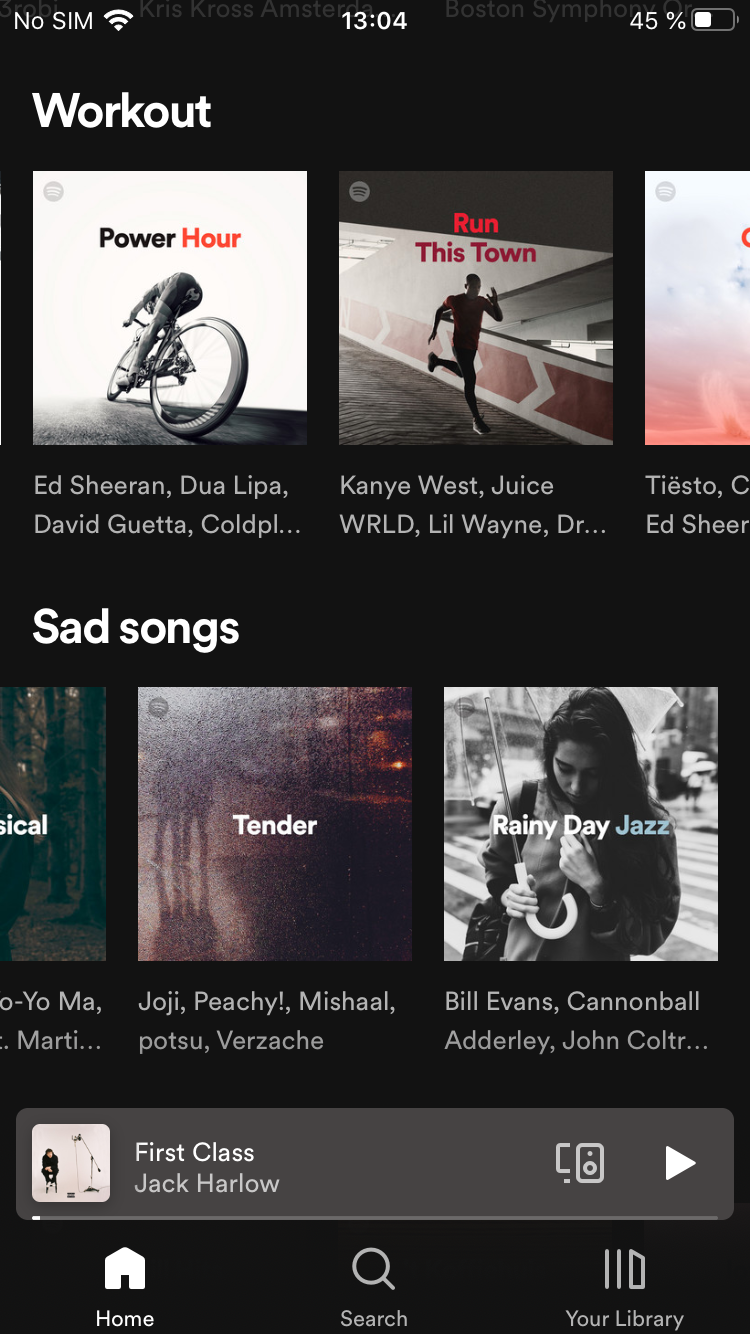 3robi Kris Kross Amsterda Boston Symphony Or
No SIM 13:04 45 %
Workout
Power Hour
Run
This Town
Ed Sheeran, Dua Lipa,
David Guetta, Coldpl...
Kanye West, Juice
WRLD, Lil Wayne, Dr...
Tiësto, C
Ed Sheer
Sad songs
sical
Tender
Rainy Day Jazz
o-Yo Ma,
t. Marti...
Joji, Peachy!, Mishaal,
potsu, Verzache
Bill Evans, Cannonball
Adderley, John Coltr...
First Class
Jack Harlow
Home
Search
Your Library